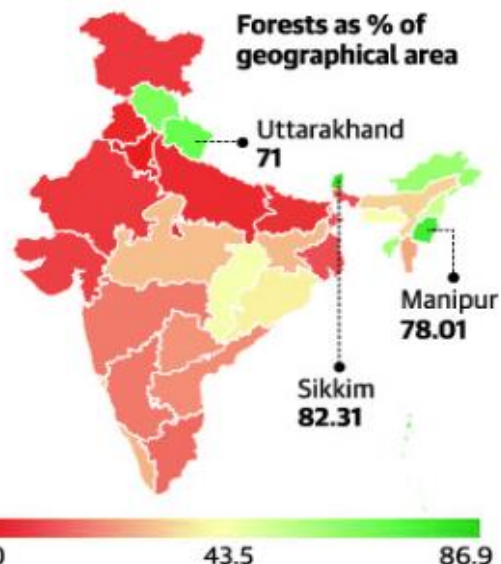 Forests as % of
geographical area
Uttarakhand
71
Manipur
78.01
Sikkim
82.31
0
43.5
86.9